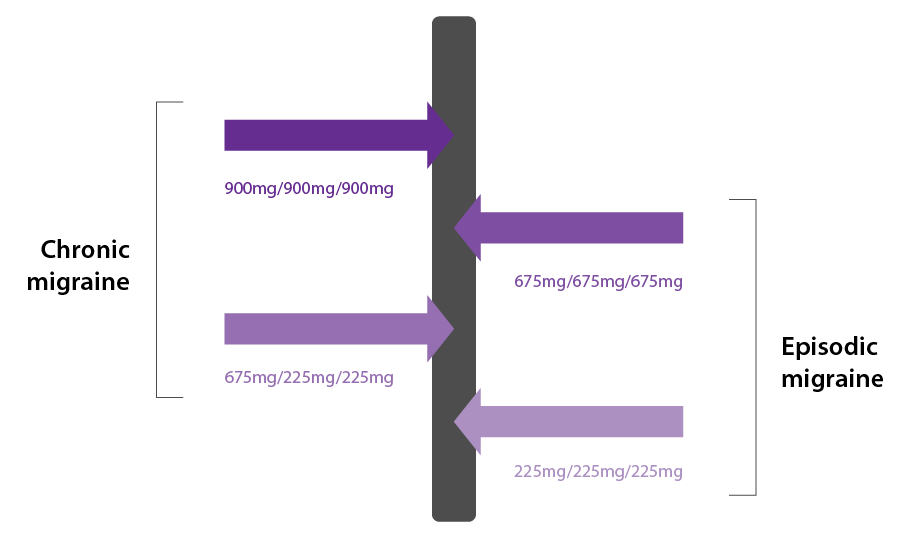 900mg/900mg/900mg
Chronic
migraine
675mg/225mg/225mg
675mg/675mg/675mg
Episodic
migraine
225mg/225mg/225mg